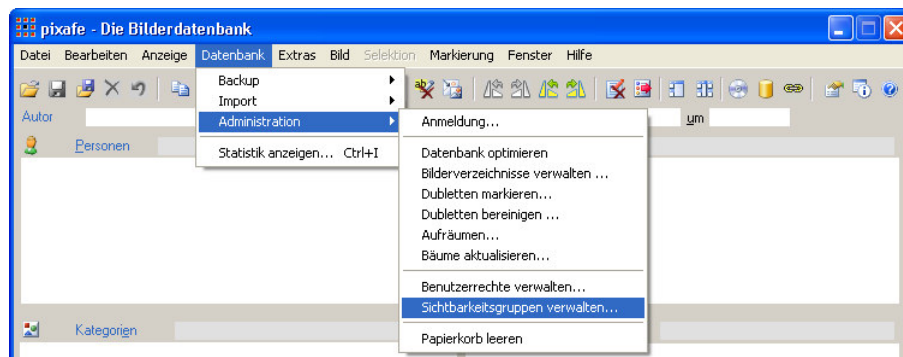 pixafe - Die Bilderdatenbank
Datei Bearbeiten Anzeige Datenbank Extras Bild Selektion Markierung Fenster Hilfe
Backup
Import
Autor
Administration
Anmeldung...
um
Personen
Statistik anzeigen... Ctrl+I
Datenbank optimieren
Bilderverzeichnisse verwalten ...
Dubletten markieren...
Dubletten bereinigen ...
Aufräumen...
Bäume aktualisieren...
Benutzerrechte verwalten...
Sichtbarkeitsgruppen verwalten...
Kategorien
Papierkorb leeren